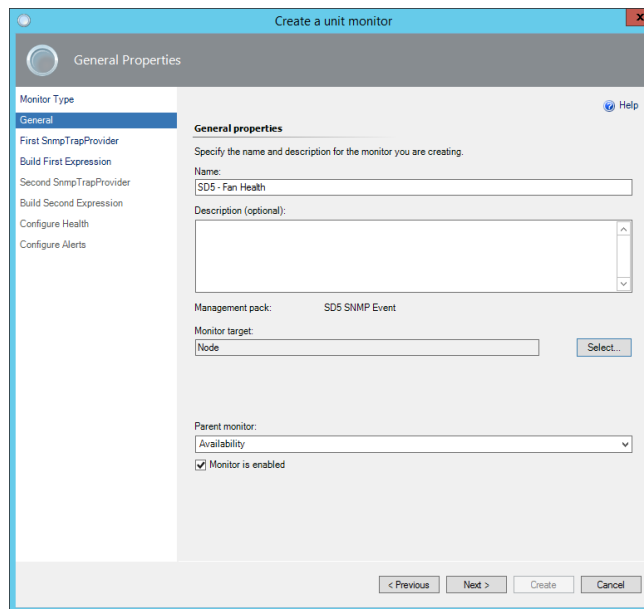 Create a unit monitor
x
General Properties
Monitor Type
General
First SnmpTrapProvider
Build First Expression
Second SnmpTrapProvider
Build Second Expression
Configure Health
Configure Alerts
Help
General properties
Specify the name and description for the monitor you are creating.
Name:
SD5 - Fan Health
Description (optional):
Management pack: SD5 SNMP Event
Monitor target:
Node
Select...
Parent monitor:
Availability
Monitor is enabled
< Previous Next > Create Cancel